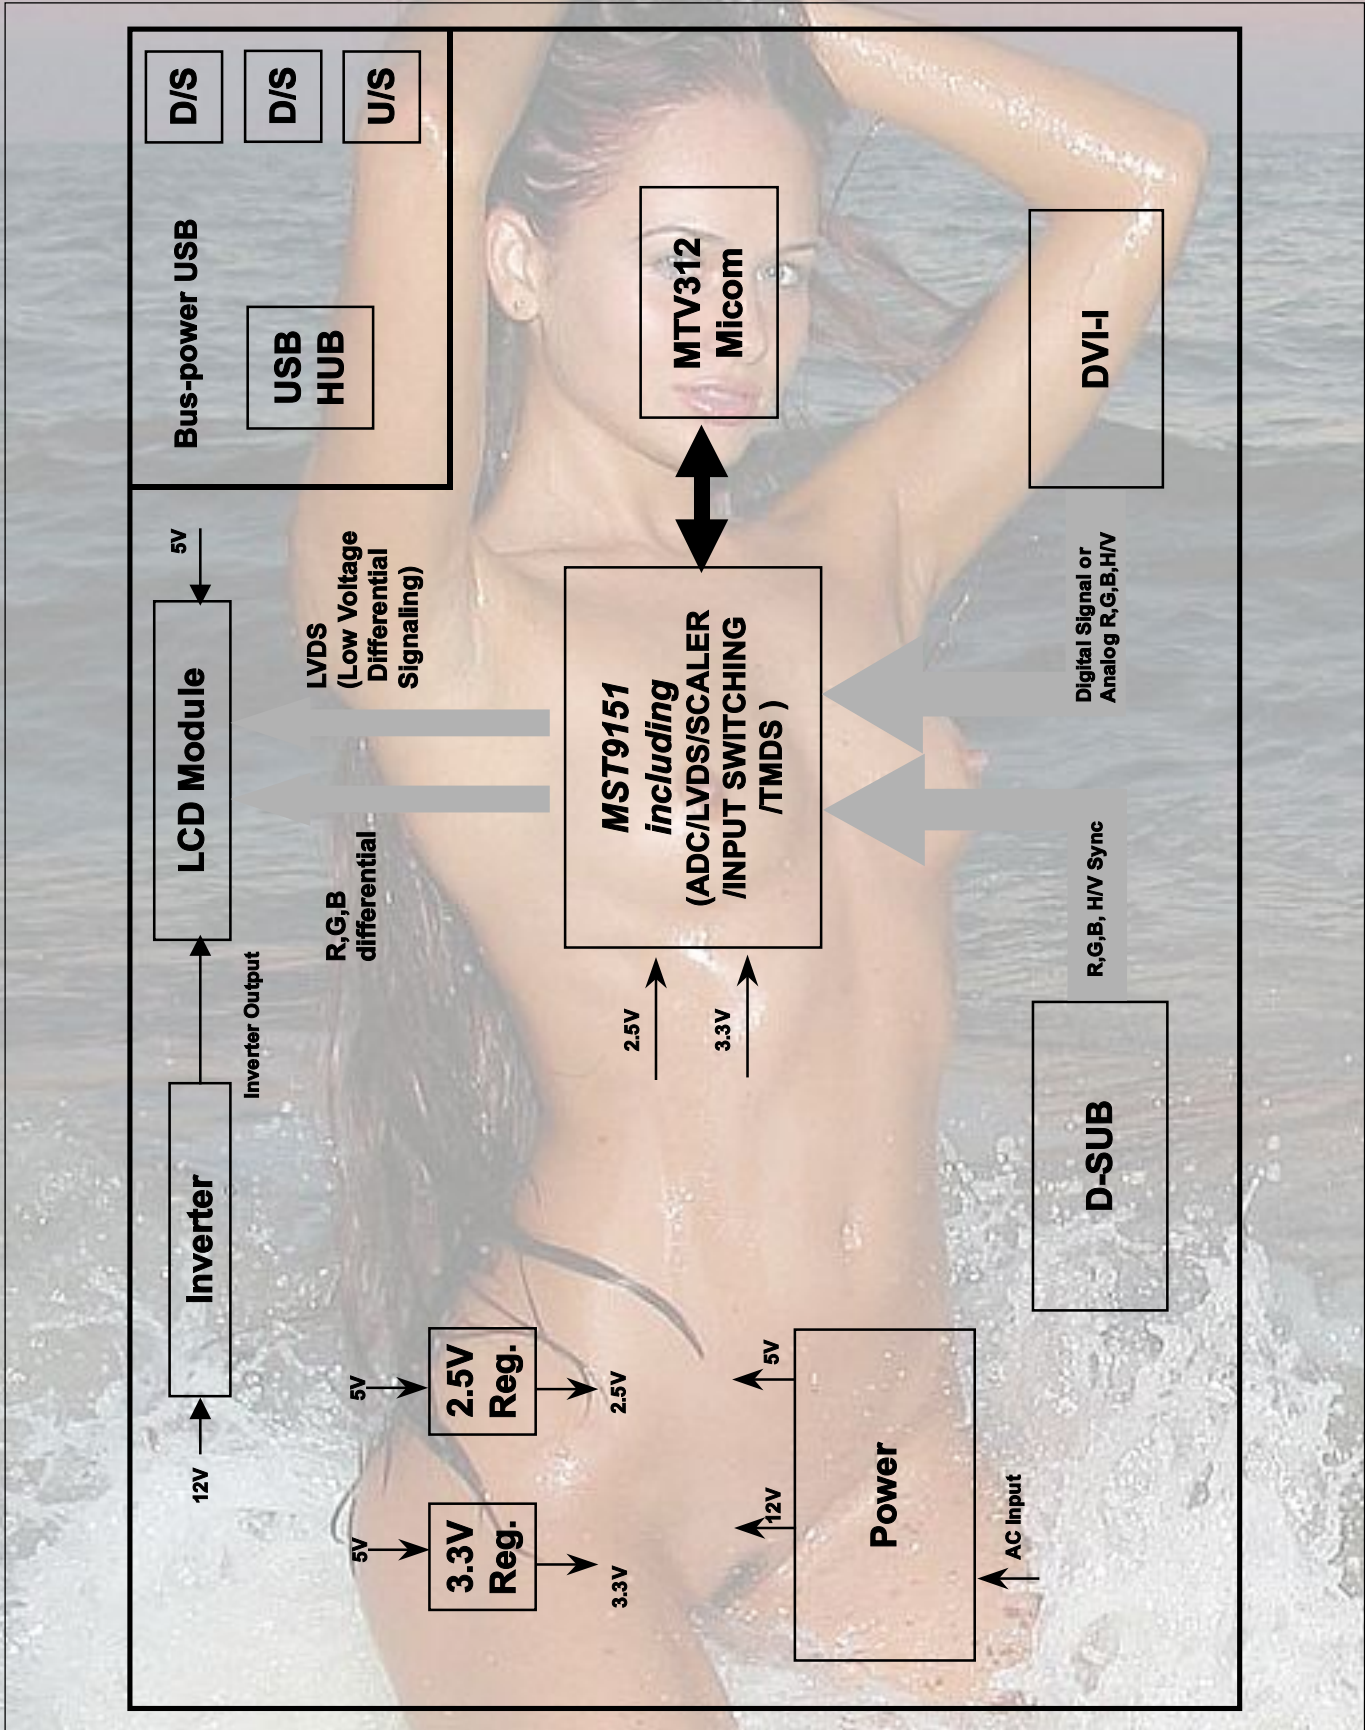 D/S
D/S
U/S
Bus-power USB
USB
HUB
MTV312
Micom
DVI-I
5V
LCD Module
LVDS
(Low Voltage
Differential
Signaling)
R,G,B
differential
MST9151
including
(ADC/LVDS/SCALER
/INPUT SWITCHING
/TMDS )
Digital Signal or
Analog R,G,B,H/V
R,G,B, H/V Sync
2.5V
3.3V
Inverter Output
Inverter
12V
D-SUB
5V
2.5V
Reg.
2.5V
5V
3.3V
Reg.
3.3V
5V
12V
Power
AC Input